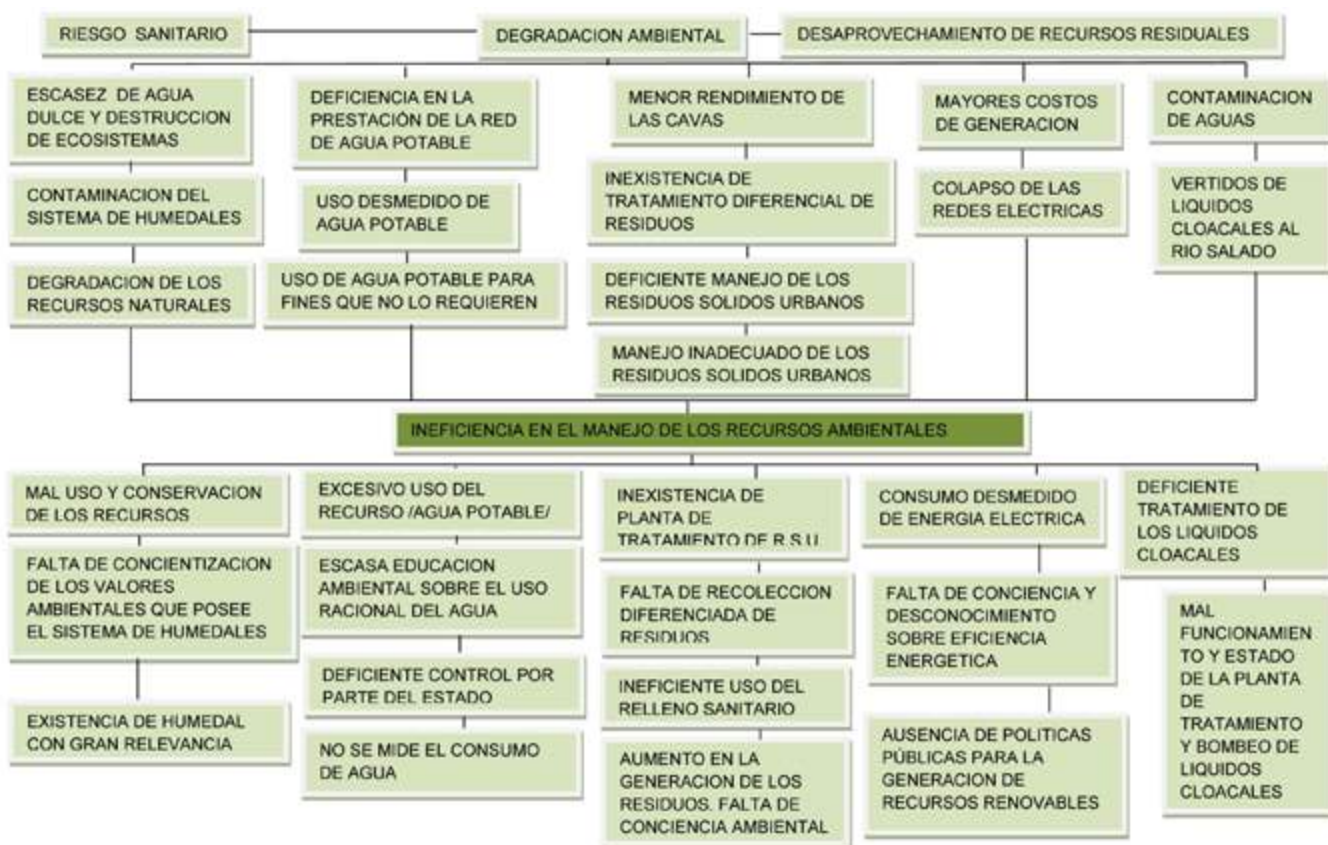 RIESGO SANITARIO
DEGRADACION AMBIENTAL
DESAPROVECHAMIENTO DE RECURSOS RESIDUALES
ESCASEZ DE AGUA
DULCE Y DESTRUCCION
DE ECOSISTEMAS
DEFICIENCIA EN LA
PRESTACIÓN DE LA RED
DE AGUA POTABLE
MENOR RENDIMIENTO DE
LAS CAVAS
MAYORES COSTOS
DE GENERACION
CONTAMINACION
DE AGUAS
CONTAMINACION DEL
SISTEMA DE HUMEDALES
USO DESMEDIDO DE
AGUA POTABLE
INEXISTENCIA DE
TRATAMIENTO DIFERENCIAL DE
RESIDUOS
COLAPSO DE LAS
REDES ELECTRICAS
VERTIDOS DE
LIQUIDOS
CLOACALES AL
RIO SALADO
DEGRADACION DE LOS
RECURSOS NATURALES
USO DE AGUA POTABLE PARA
FINES QUE NO LO REQUIEREN
DEFICIENTE MANEJO DE LOS
RESIDUOS SOLIDOS URBANOS
MANEJO INADECUADO DE LOS
RESIDUOS SOLIDOS URBANOS
INEFICIENCIA EN EL MANEJO DE LOS RECURSOS AMBIENTALES
MAL USO Y CONSERVACION
DE LOS RECURSOS
EXCESIVO USO DEL
RECURSO /AGUA POTABLE/
INEXISTENCIA DE
PLANTA DE
TRATAMIENTO DE R.S.U
CONSUMO DESMEDIDO
DE ENERGIA ELECTRICA
DEFICIENTE
TRATAMIENTO DE
LOS LIQUIDOS
CLOACALES
FALTA DE CONCIENTIZACION
DE LOS VALORES
AMBIENTALES QUE POSEE
EL SISTEMA DE HUMEDALES
ESCASA EDUCACION
AMBIENTAL SOBRE EL USO
RACIONAL DEL AGUA
FALTA DE RECOLECCION
DIFERENCIADA DE
RESIDUOS
FALTA DE CONCIENCIA Y
DESCONOCIMIENTO
SOBRE EFICIENCIA
ENERGETICA
MAL
FUNCIONAMIEN
TO Y ESTADO
DE LA PLANTA
DE
TRATAMIENTO
Y BOMBEO DE
LIQUIDOS
CLOACALES
EXISTENCIA DE HUMEDAL
CON GRAN RELEVANCIA
DEFICIENTE CONTROL POR
PARTE DEL ESTADO
INEFICIENTE USO DEL
RELLENO SANITARIO
AUSENCIA DE POLITICAS
PÚBLICAS PARA LA
GENERACION DE
RECURSOS RENOVABLES
NO SE MIDE EL CONSUMO
DE AGUA
AUMENTO EN LA
GENERACION DE LOS
RESIDUOS. FALTA DE
CONCIENCIA AMBIENTAL